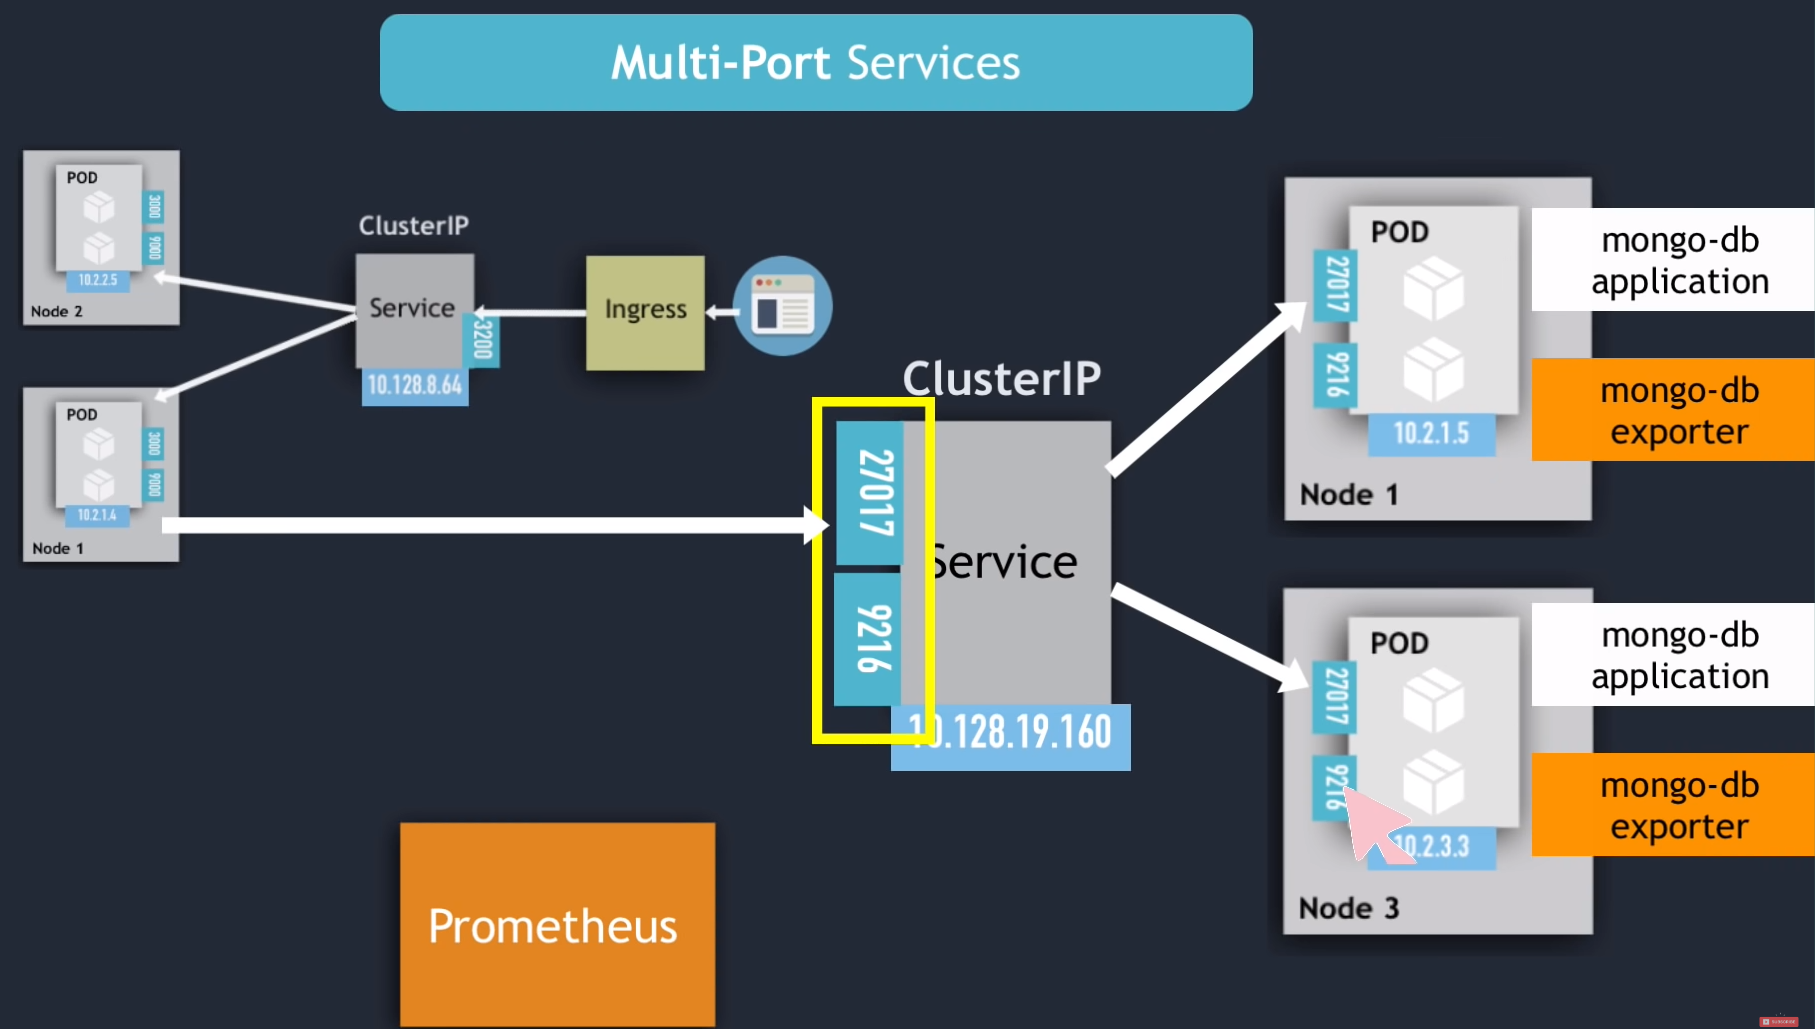 Multi-Port Services
POD
3000
9000
10.2.2.5
Node 2
ClusterIP
Service
3200
10.128.8.64
Ingress
POD
3000
9000
10.2.1.4
Node 1
ClusterIP
27017
9216
Service
10.128.19.160
POD
27017
9216
10.2.1.5
Node 1
mongo-db
application
mongo-db
exporter
POD
27017
9216
10.2.3.3
Node 3
mongo-db
application
mongo-db
exporter
Prometheus
SUBSCRIBE